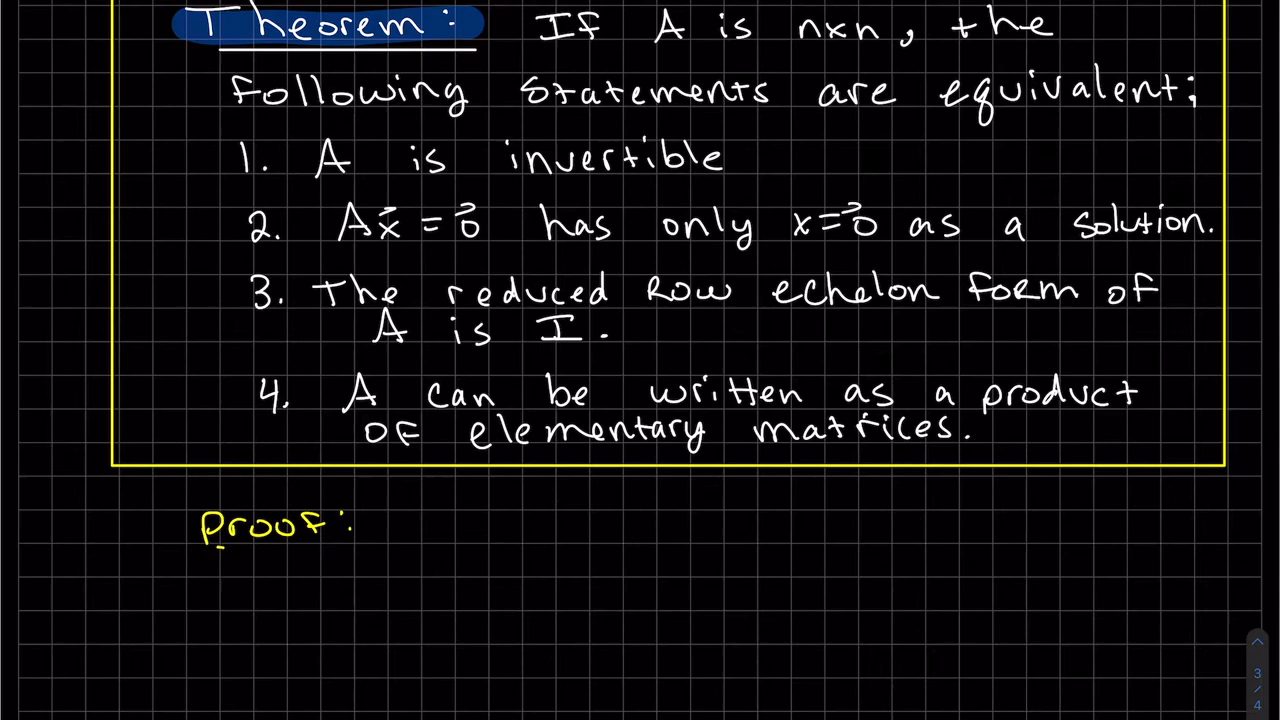 Theorem: If A is nxn, the
following statements are equivalent:
1. A is invertible
2. Ax⃗ = 0⃗ has only x=0⃗ as a solution.
3. The reduced row echelon form of
A is I.
4. A can be written as a product
of elementary matrices.
Proof:
3
/
4